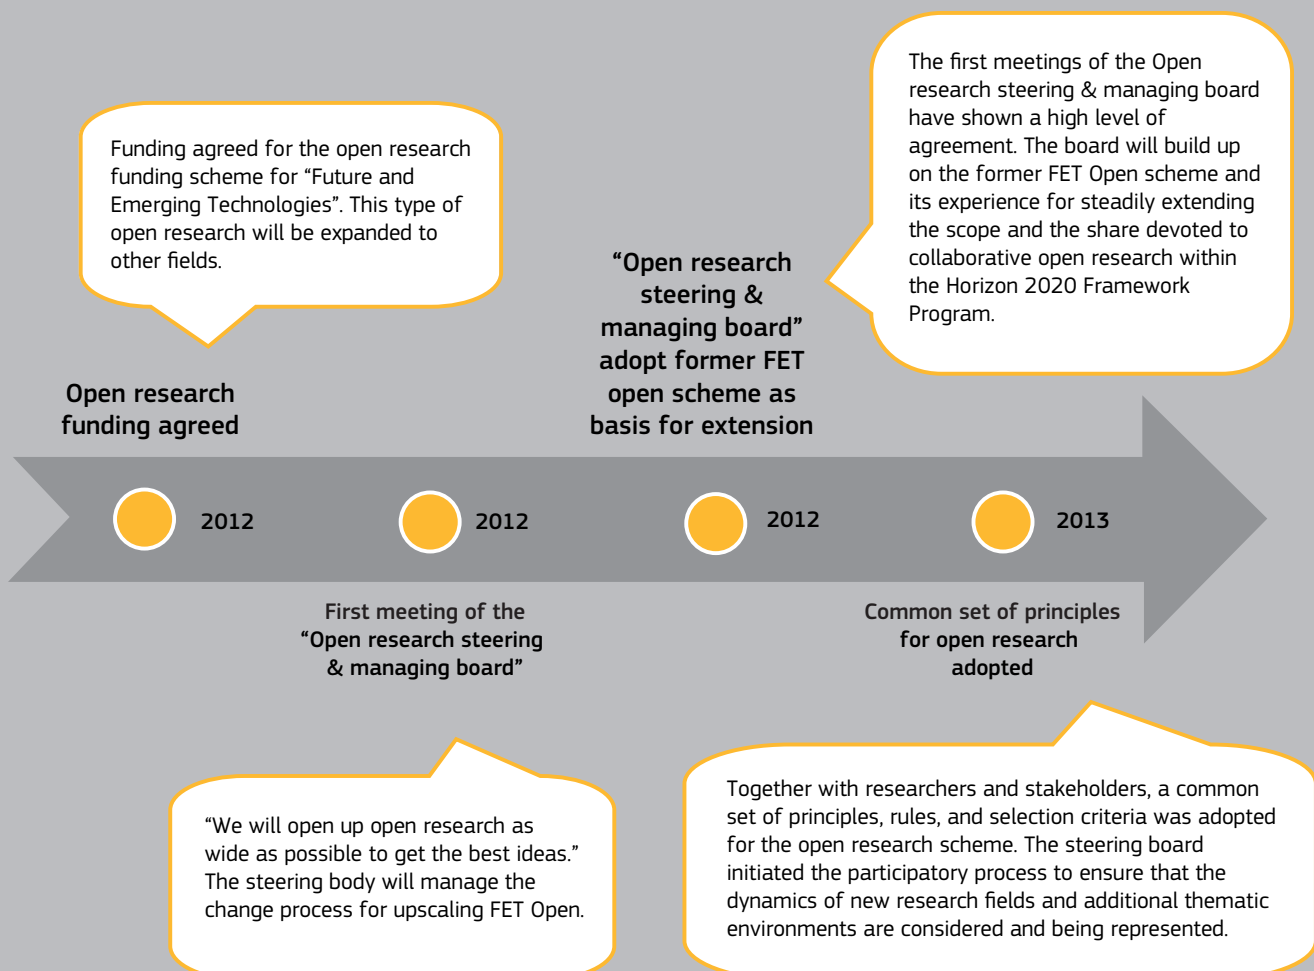 Funding agreed for the open research
funding scheme for “Future and
Emerging Technologies”. This type of
open research will be expanded to
other fields.
Open research
funding agreed
“Open research
steering &
managing board”
adopt former FET
open scheme as
basis for extension
The first meetings of the Open
research steering & managing board
have shown a high level of
agreement. The board will build up
on the former FET Open scheme and
its experience for steadily extending
the scope and the share devoted to
collaborative open research within
the Horizon 2020 Framework
Program.
2012
2012
2012
2013
First meeting of the
“Open research steering
& managing board”
Common set of principles
for open research
adopted
“We will open up open research as
wide as possible to get the best ideas.”
The steering body will manage the
change process for upscaling FET Open.
Together with researchers and stakeholders, a common
set of principles, rules, and selection criteria was adopted
for the open research scheme. The steering board
initiated the participatory process to ensure that the
dynamics of new research fields and additional thematic
environments are considered and being represented.